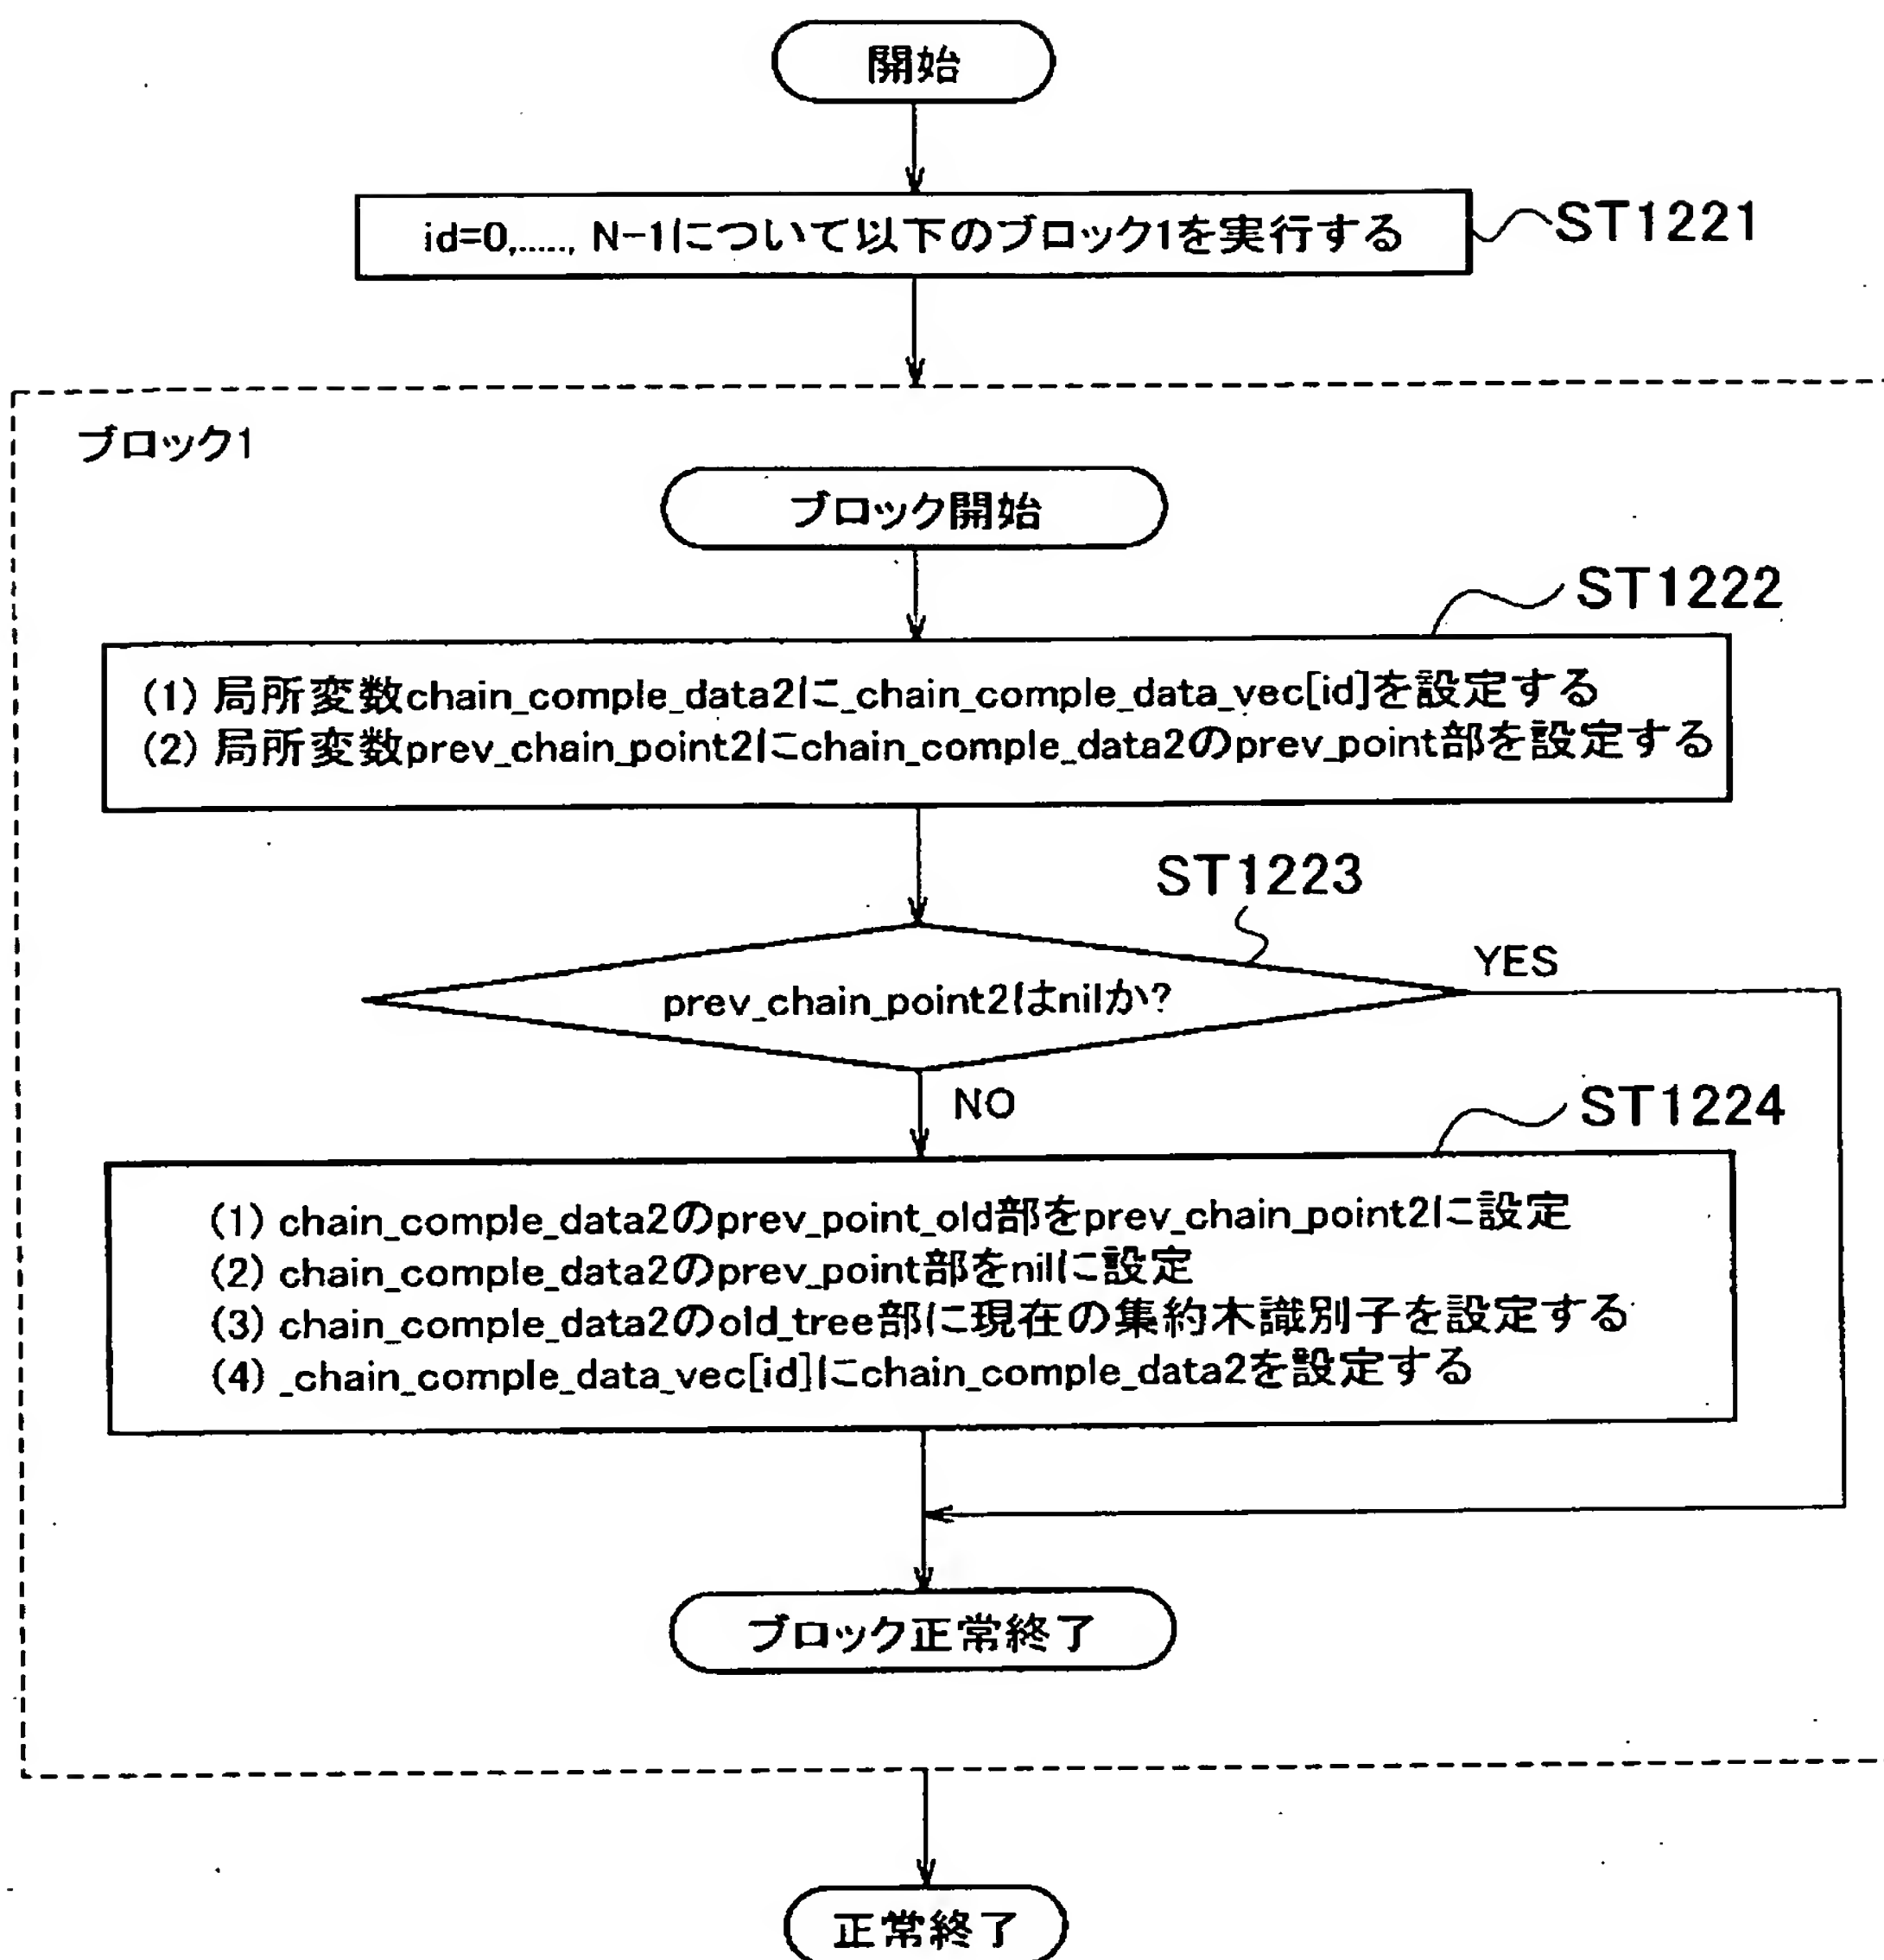 開始
id=0,....., N-1について以下のブロック1を実行する
ST1221
ブロック1
ブロック開始
ST1222
(1) 局所変数chain_comple_data2に_chain_comple_data_vec[id]を設定する
(2) 局所変数prev_chain_point2にchain_comple_data2のprev_point部を設定する
ST1223
prev_chain_point2はnilか?
YES
NO
ST1224
(1) chain_comple_data2のprev_point_old部をprev_chain_point2に設定
(2) chain_comple_data2のprev_point部をnilに設定
(3) chain_comple_data2のold_tree部に現在の集約木識別子を設定する
(4) _chain_comple_data_vec[id]にchain_comple_data2を設定する
ブロック正常終了
正常終了